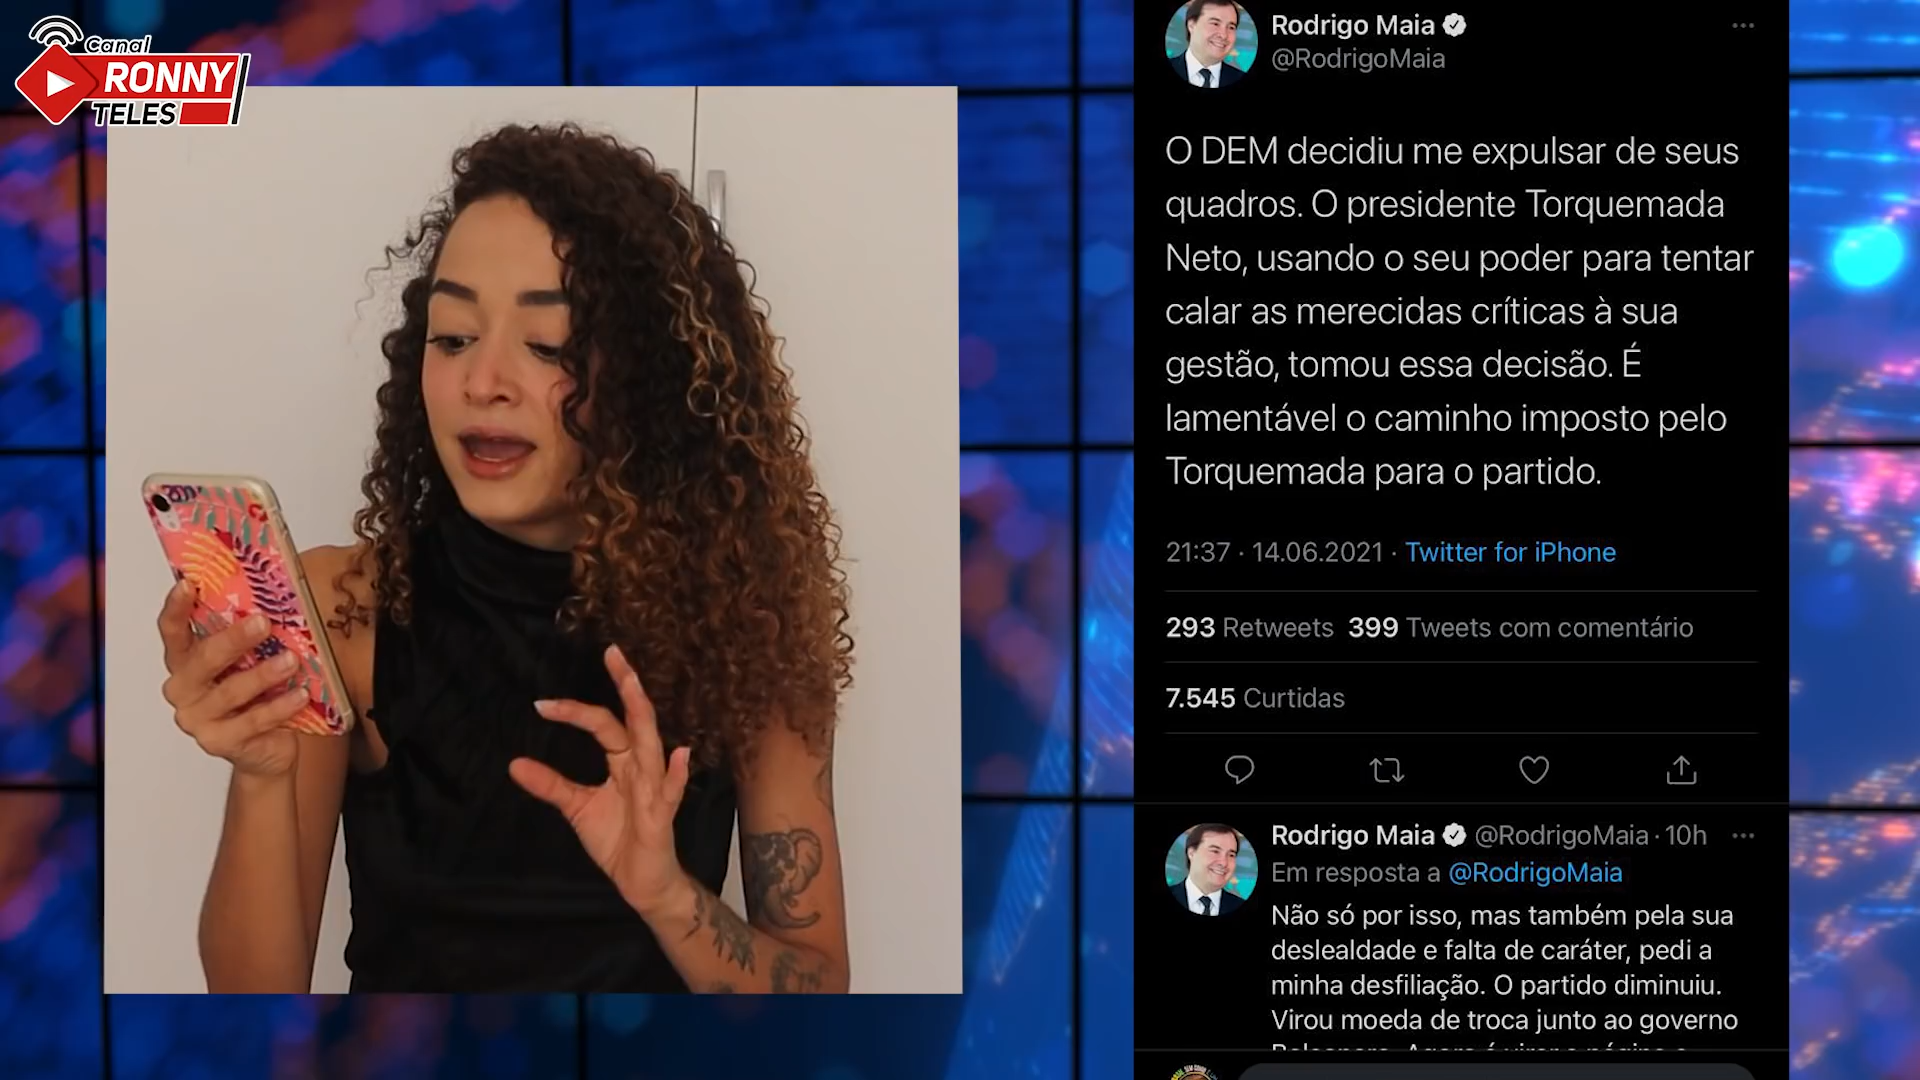 Canal
RONNY
TELES
Rodrigo Maia
@RodrigoMaia
O DEM decidiu me expulsar de seus
quadros. O presidente Torquemada
Neto, usando o seu poder para tentar
calar as merecidas críticas à sua
gestão, tomou essa decisão. É
lamentável o caminho imposto pelo
Torquemada para o partido.
21:37 · 14.06.2021 · Twitter for iPhone
293 Retweets 399 Tweets com comentário
7.545 Curtidas
Rodrigo Maia @RodrigoMaia · 10h
Em resposta a @RodrigoMaia
Não só por isso, mas também pela sua
deslealdade e falta de caráter, pedi a
minha desfiliação. O partido diminuiu.
Virou moeda de troca junto ao governo